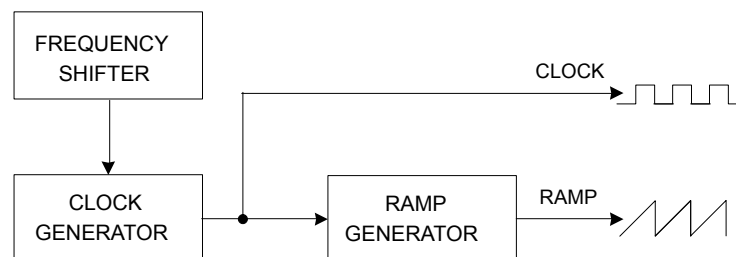 FREQUENCY
SHIFTER
CLOCK
CLOCK
GENERATOR
RAMP
GENERATOR
RAMP